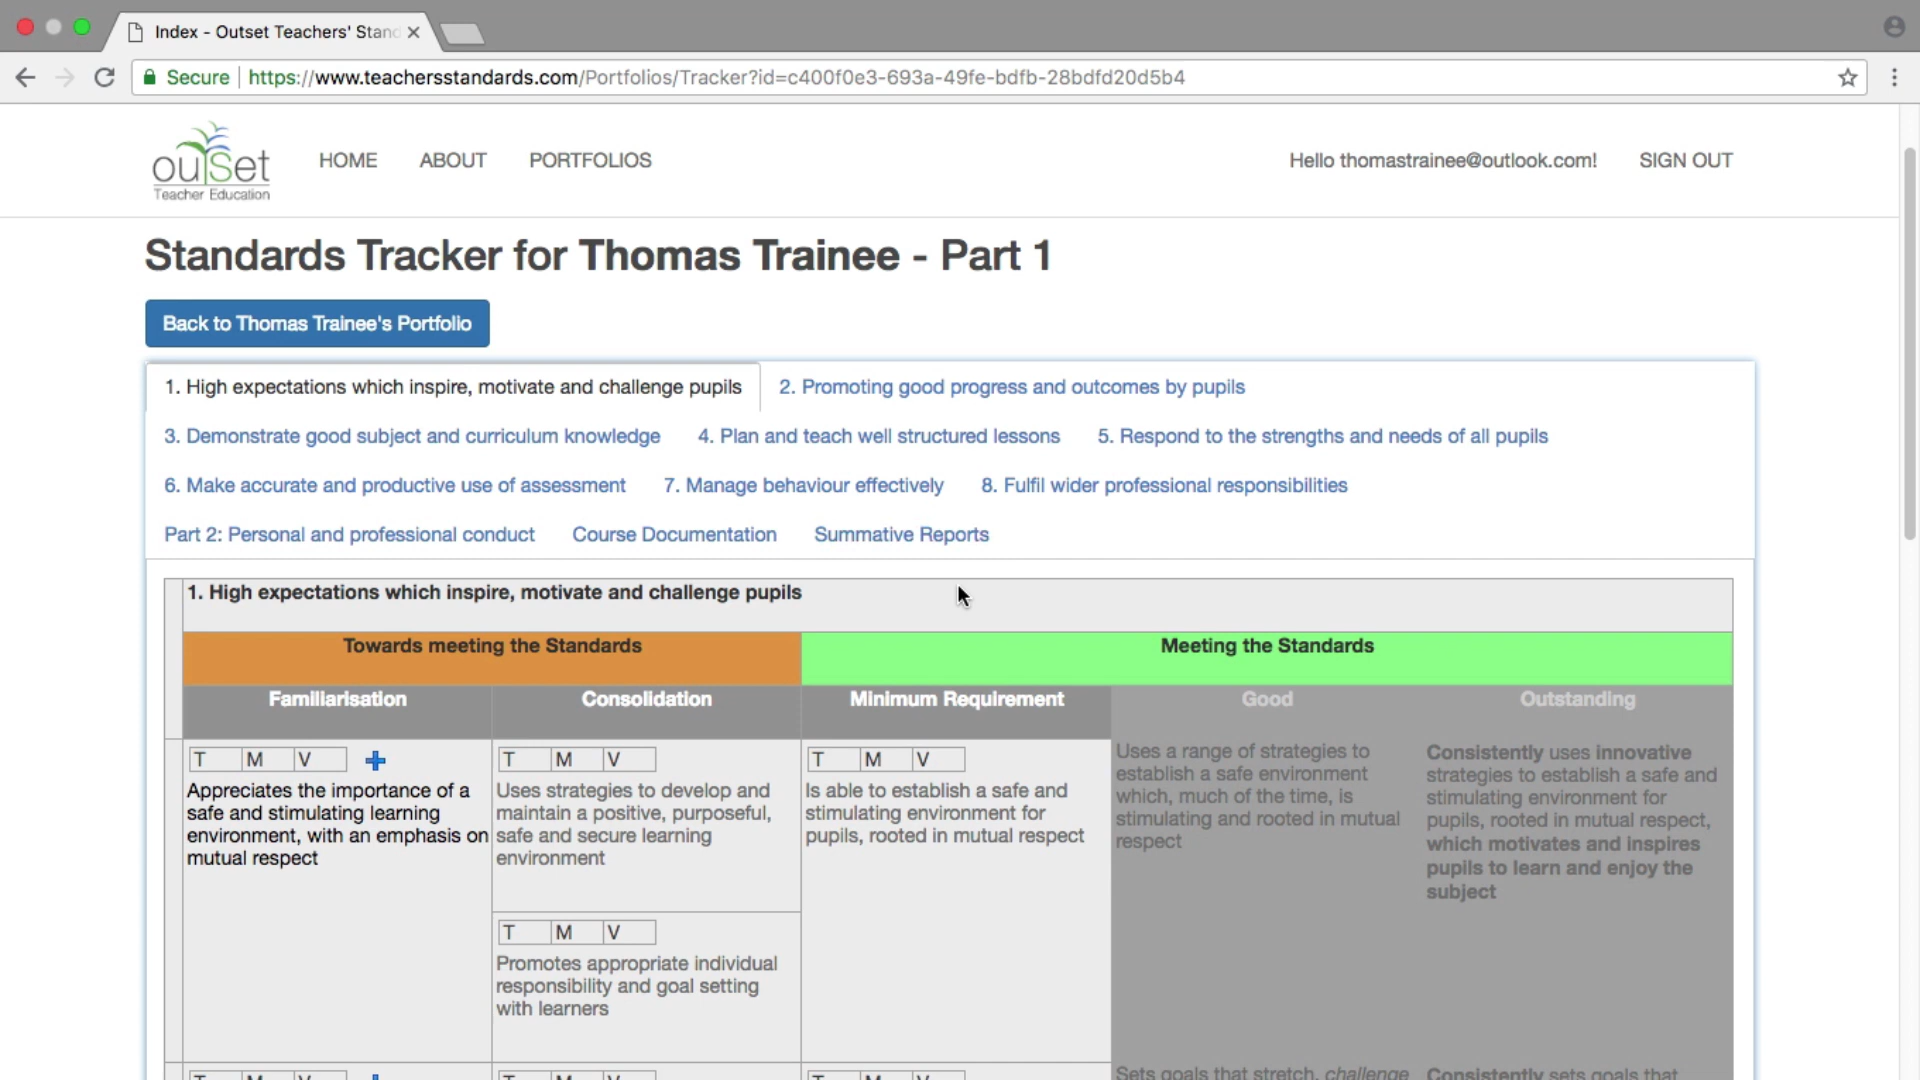 Index - Outset Teachers' Stand
Secure | https://www.teachersstandards.com/Portfolios/Tracker?id=c400f0e3-693a-49fe-bdfb-28bdfd20d5b4
outset
Teacher Education
HOME ABOUT PORTFOLIOS
Hello thomastrainee@outlook.com! SIGN OUT
Standards Tracker for Thomas Trainee - Part 1
Back to Thomas Trainee's Portfolio
1. High expectations which inspire, motivate and challenge pupils
2. Promoting good progress and outcomes by pupils
3. Demonstrate good subject and curriculum knowledge
4. Plan and teach well structured lessons
5. Respond to the strengths and needs of all pupils
6. Make accurate and productive use of assessment
7. Manage behaviour effectively
8. Fulfil wider professional responsibilities
Part 2: Personal and professional conduct
Course Documentation
Summative Reports
1. High expectations which inspire, motivate and challenge pupils
Towards meeting the Standards
Meeting the Standards
Familiarisation
Consolidation
Minimum Requirement
Good
Outstanding
T M V
Appreciates the importance of a
safe and stimulating learning
environment, with an emphasis on
mutual respect
T M V
Uses strategies to develop and
maintain a positive, purposeful,
safe and secure learning
environment
T M V
Promotes appropriate individual
responsibility and goal setting
with learners
T M V
Is able to establish a safe and
stimulating environment for
pupils, rooted in mutual respect
Uses a range of strategies to
establish a safe environment
which, much of the time, is
stimulating and rooted in mutual
respect
Consistently uses innovative
strategies to establish a safe and
stimulating environment for
pupils, rooted in mutual respect,
which motivates and inspires
pupils to learn and enjoy the
subject
T M V
T M V
T M V
Sets goals that stretch, challenge
Consistently sets goals that